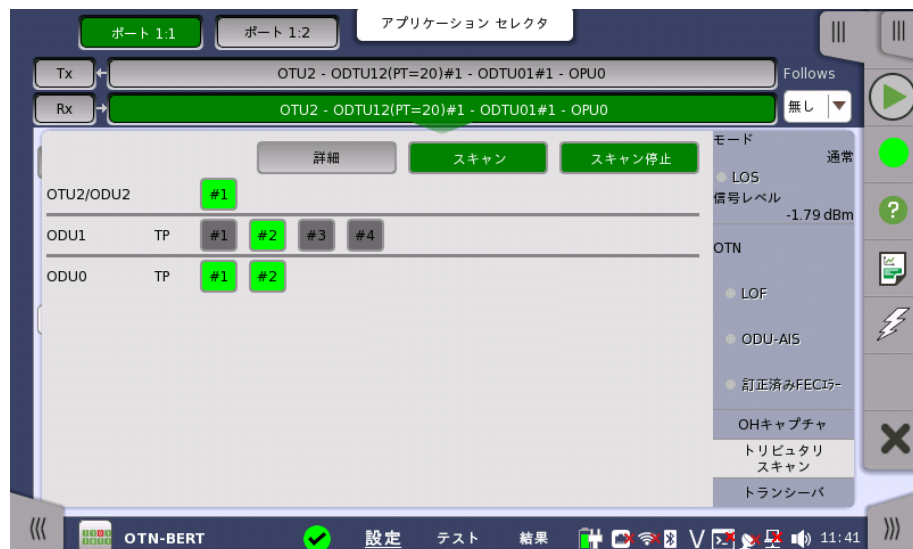 アプリケーション セレクタ
ポート 1:1
ポート 1:2
Tx
OTU2 - ODTU12(PT=20)#1 - ODTU01#1 - OPU0
Follows
Rx
OTU2 - ODTU12(PT=20)#1 - ODTU01#1 - OPU0
無し
モード
通常
LOS
信号レベル
-1.79 dBm
詳細
スキャン
スキャン停止
OTU2/ODU2
#1
ODU1 TP #1 #2 #3 #4
ODU0 TP #1 #2
OTN
LOF
ODU-AIS
訂正済みFECエラー
OHキャプチャ
トリビュタリ
スキャン
トランシーバ
OTN-BERT
設定
テスト
結果
V
11:41